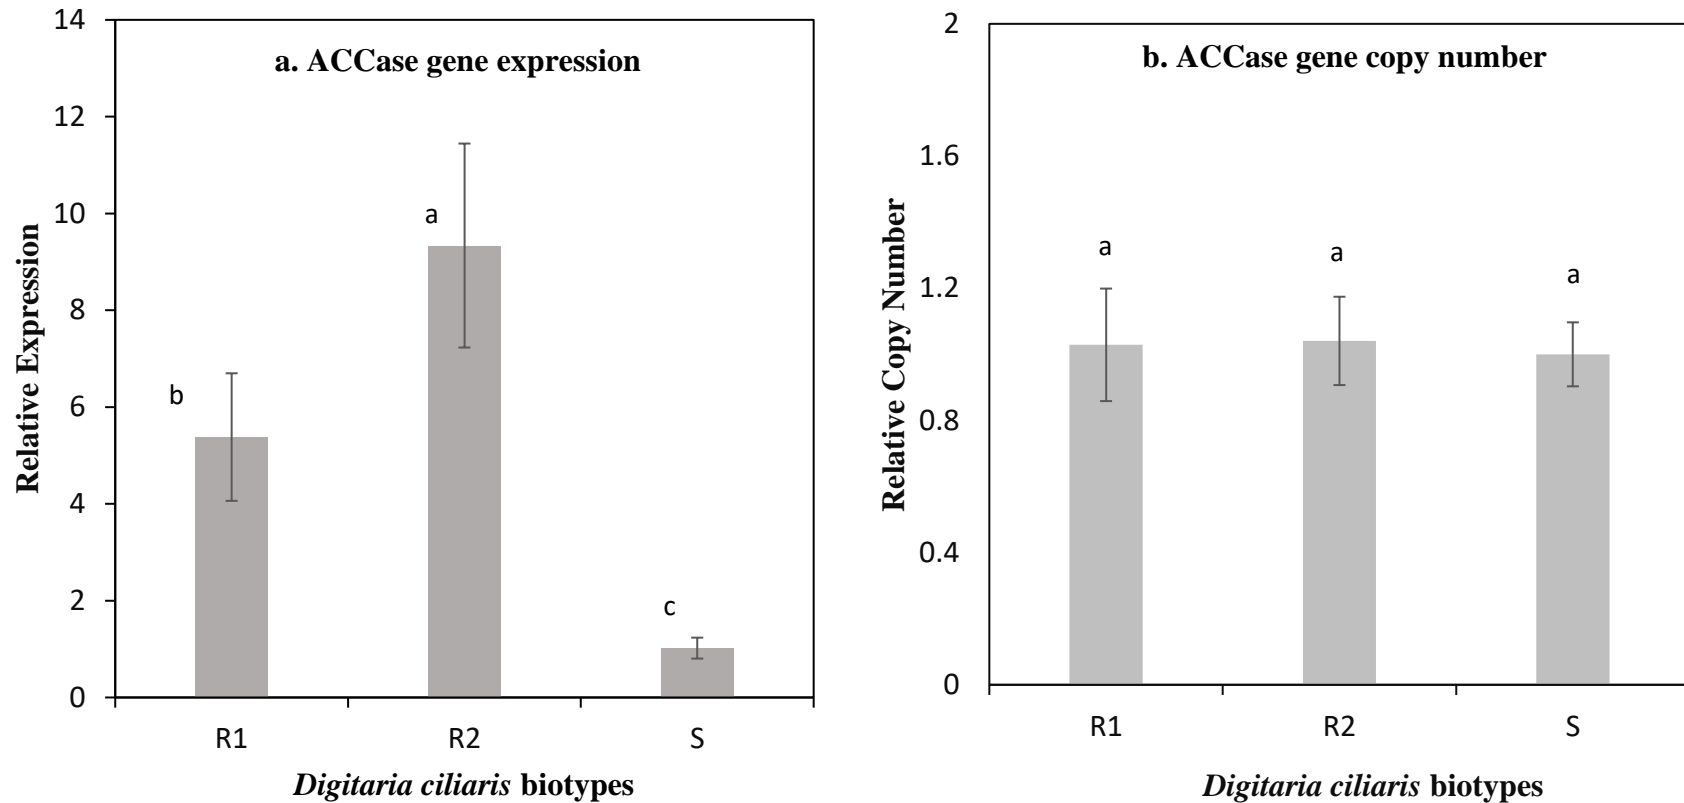 a. ACCase gene expression
Relative Expression
14
12
10
8
6
4
2
0
b
a
c
R1
R2
S
Digitaria ciliaris biotypes
b. ACCase gene copy number
Relative Copy Number
2
1.6
1.2
0.8
0.4
0
a
a
a
R1
R2
S
Digitaria ciliaris biotypes